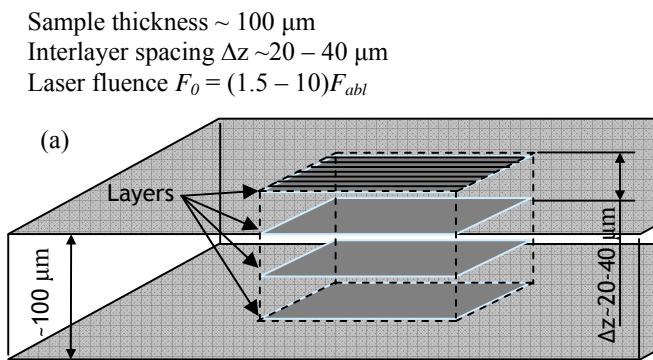 Sample thickness ~ 100 μm
Interlayer spacing Δz ~20 – 40 μm
Laser fluence F₀ = (1.5 – 10)Fabl
(a)
Layers
~100 μm
Δz~20-40 μm